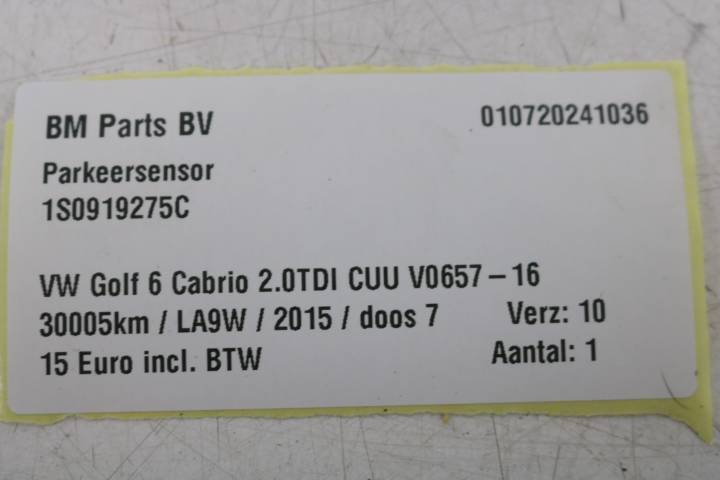 BM Parts BV 010720241036
Parkeersensor
1S0919275C
VW Golf 6 Cabrio 2.0TDI CUU V0657-16
30005km / LA9W / 2015 / doos 7 Verz: 10
15 Euro incl. BTW Aantal: 1